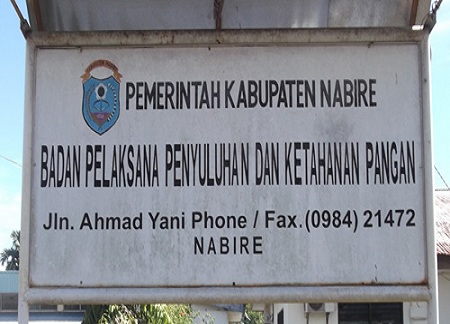 PEMERINTAH KABUPATEN NABIRE
BADAN PELAKSANA PENYULUHAN DAN KETAHANAN PANGAN
Jln. Ahmad Yani Phone / Fax. (0984) 21472
NABIRE